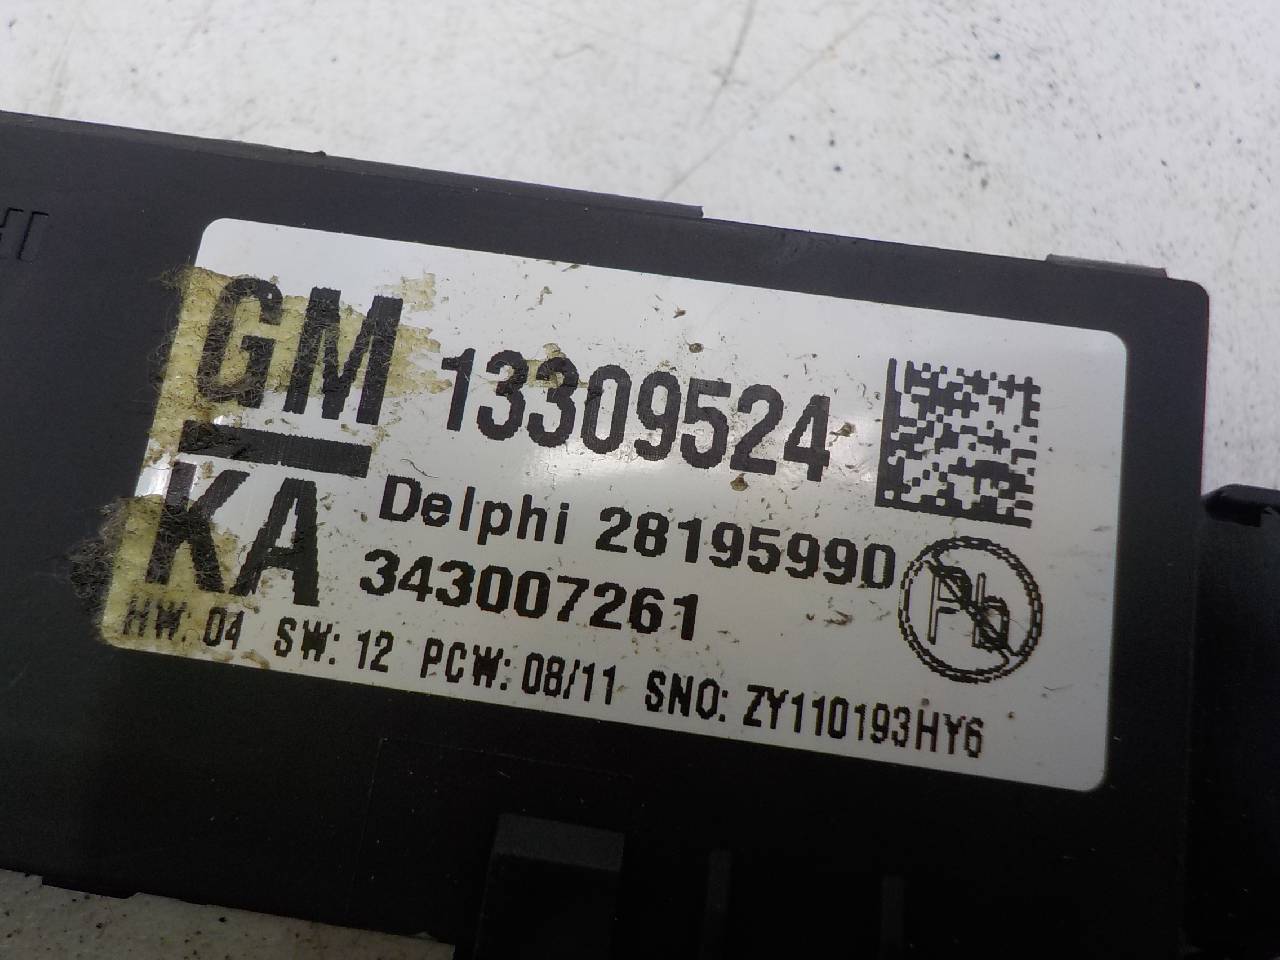 GM 13309524
KA Delphi 28195990
343007261
Pb
HW: 04 SW: 12 PCW: 08/11 SNO: ZY110193HY6